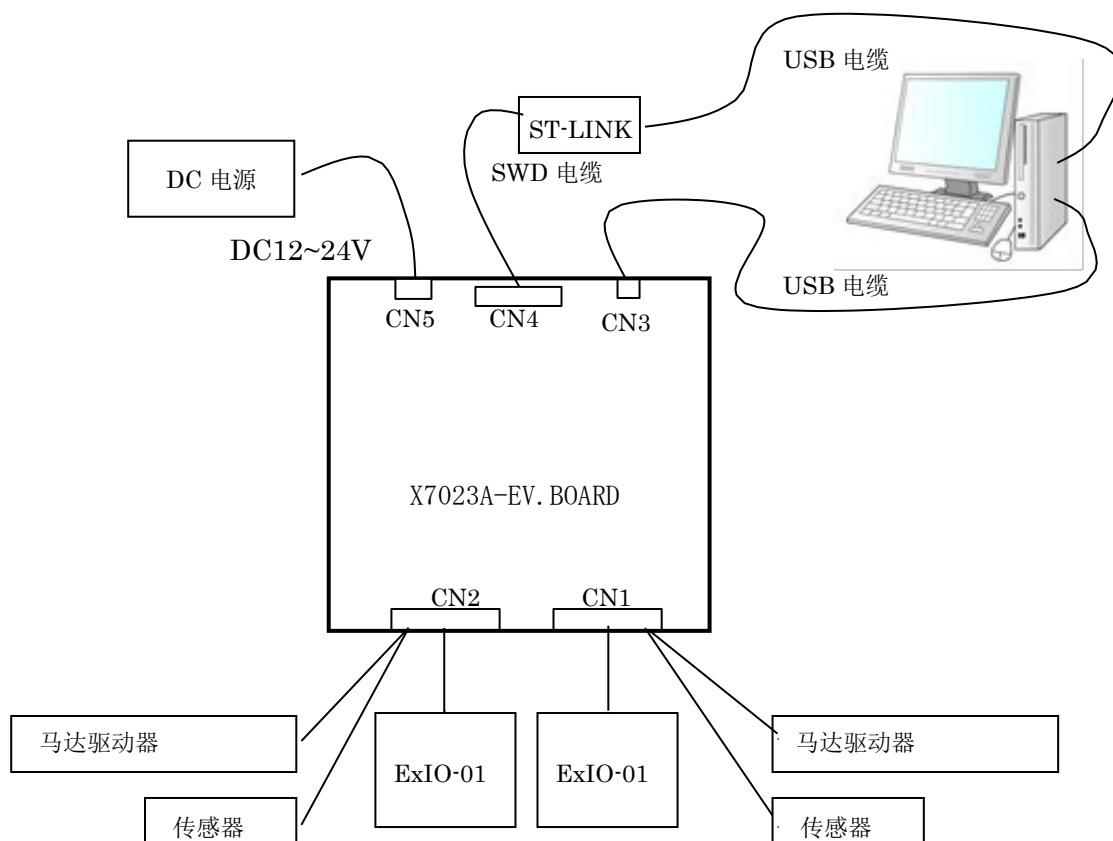 USB 电缆
ST-LINK
SWD 电缆
DC 电源
DC12~24V
USB 电缆
CN5
CN4
CN3
X7023A-EV.BOARD
CN2
CN1
马达驱动器
ExIO-01
ExIO-01
马达驱动器
传感器
传感器